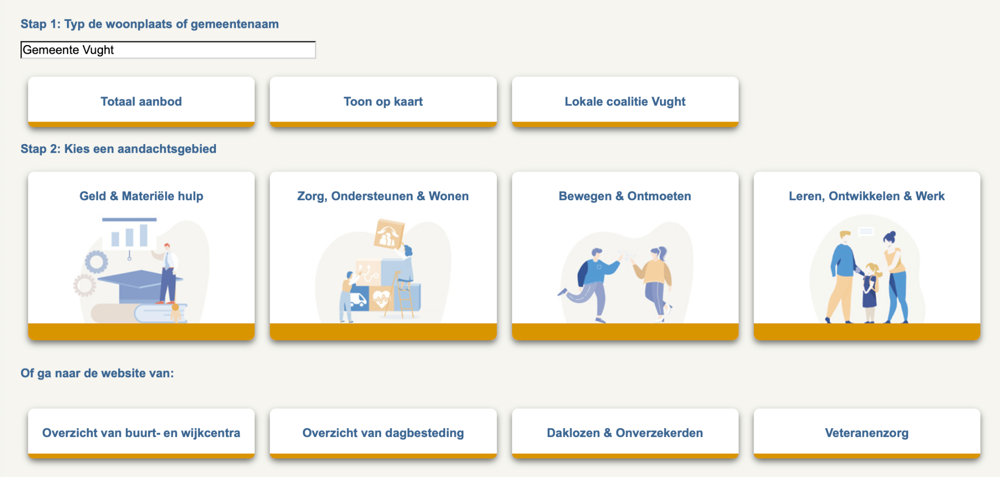 Stap 1: Typ de woonplaats of gemeentenaam
Gemeente Vught
Totaal aanbod
Toon op kaart
Lokale coalitie Vught
Stap 2: Kies een aandachtsgebied
Geld & Materiële hulp
Zorg, Ondersteunen & Wonen
Bewegen & Ontmoeten
Leren, Ontwikkelen & Werk
Of ga naar de website van:
Overzicht van buurt- en wijkcentra
Overzicht van dagbesteding
Daklozen & Onverzekerden
Veteranenzorg